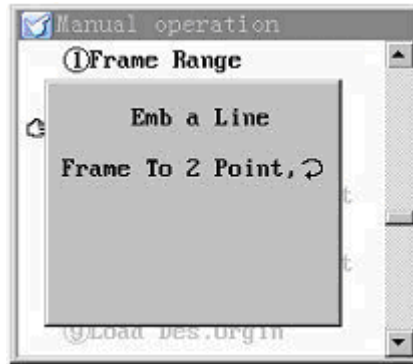 Manual operation
①Frame Range
Emb a Line
Frame To 2 Point,
t
t
⑨Load Des.Orgin